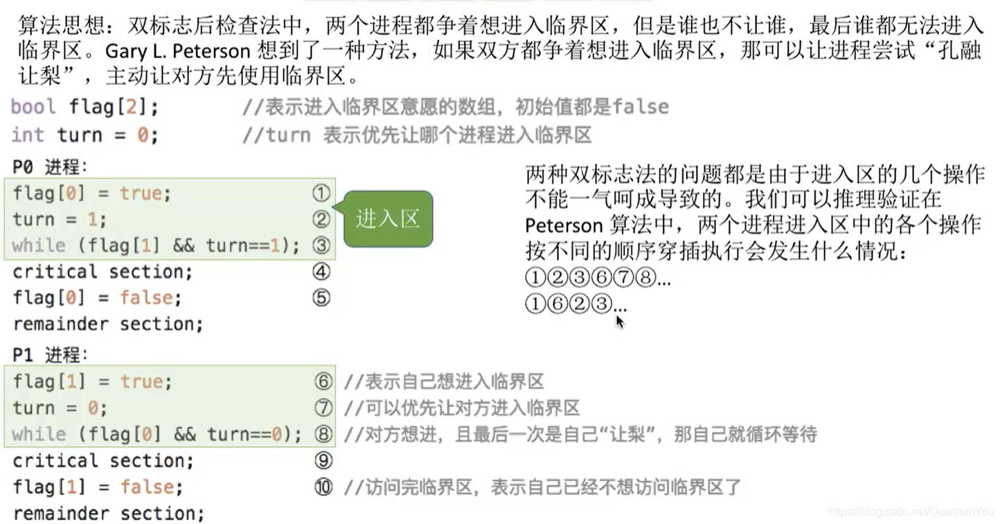 算法思想：双标志后检查法中，两个进程都争着想进入临界区，但是谁也不让谁，最后谁都无法进入
临界区。Gary L. Peterson 想到了一种方法，如果双方都争着想进入临界区，那可以让进程尝试“孔融
让梨”，主动让对方先使用临界区。
bool flag[2]; //表示进入临界区意愿的数组，初始值都是false
int turn = 0; //turn 表示优先让哪个进程进入临界区
P0 进程：
flag[0] = true; ①
turn = 1; ②
while (flag[1] && turn==1); ③
critical section; ④
flag[0] = false; ⑤
remainder section;
进入区
两种双标志法的问题都是由于进入区的几个操作
不能一气呵成导致的。我们可以推理验证在
Peterson 算法中，两个进程进入区中的各个操作
按不同的顺序穿插执行会发生什么情况：
①②③⑥⑦⑧...
①⑥②③...
P1 进程：
flag[1] = true; ⑥ //表示自己想进入临界区
turn = 0; ⑦ //可以优先让对方进入临界区
while (flag[0] && turn==0); ⑧ //对方想进，且最后一次是自己“让梨”，那自己就循环等待
critical section; ⑨
flag[1] = false; ⑩ //访问完临界区，表示自己已经不想访问临界区了
remainder section;
https://blog.csdn.net/QuantumYou